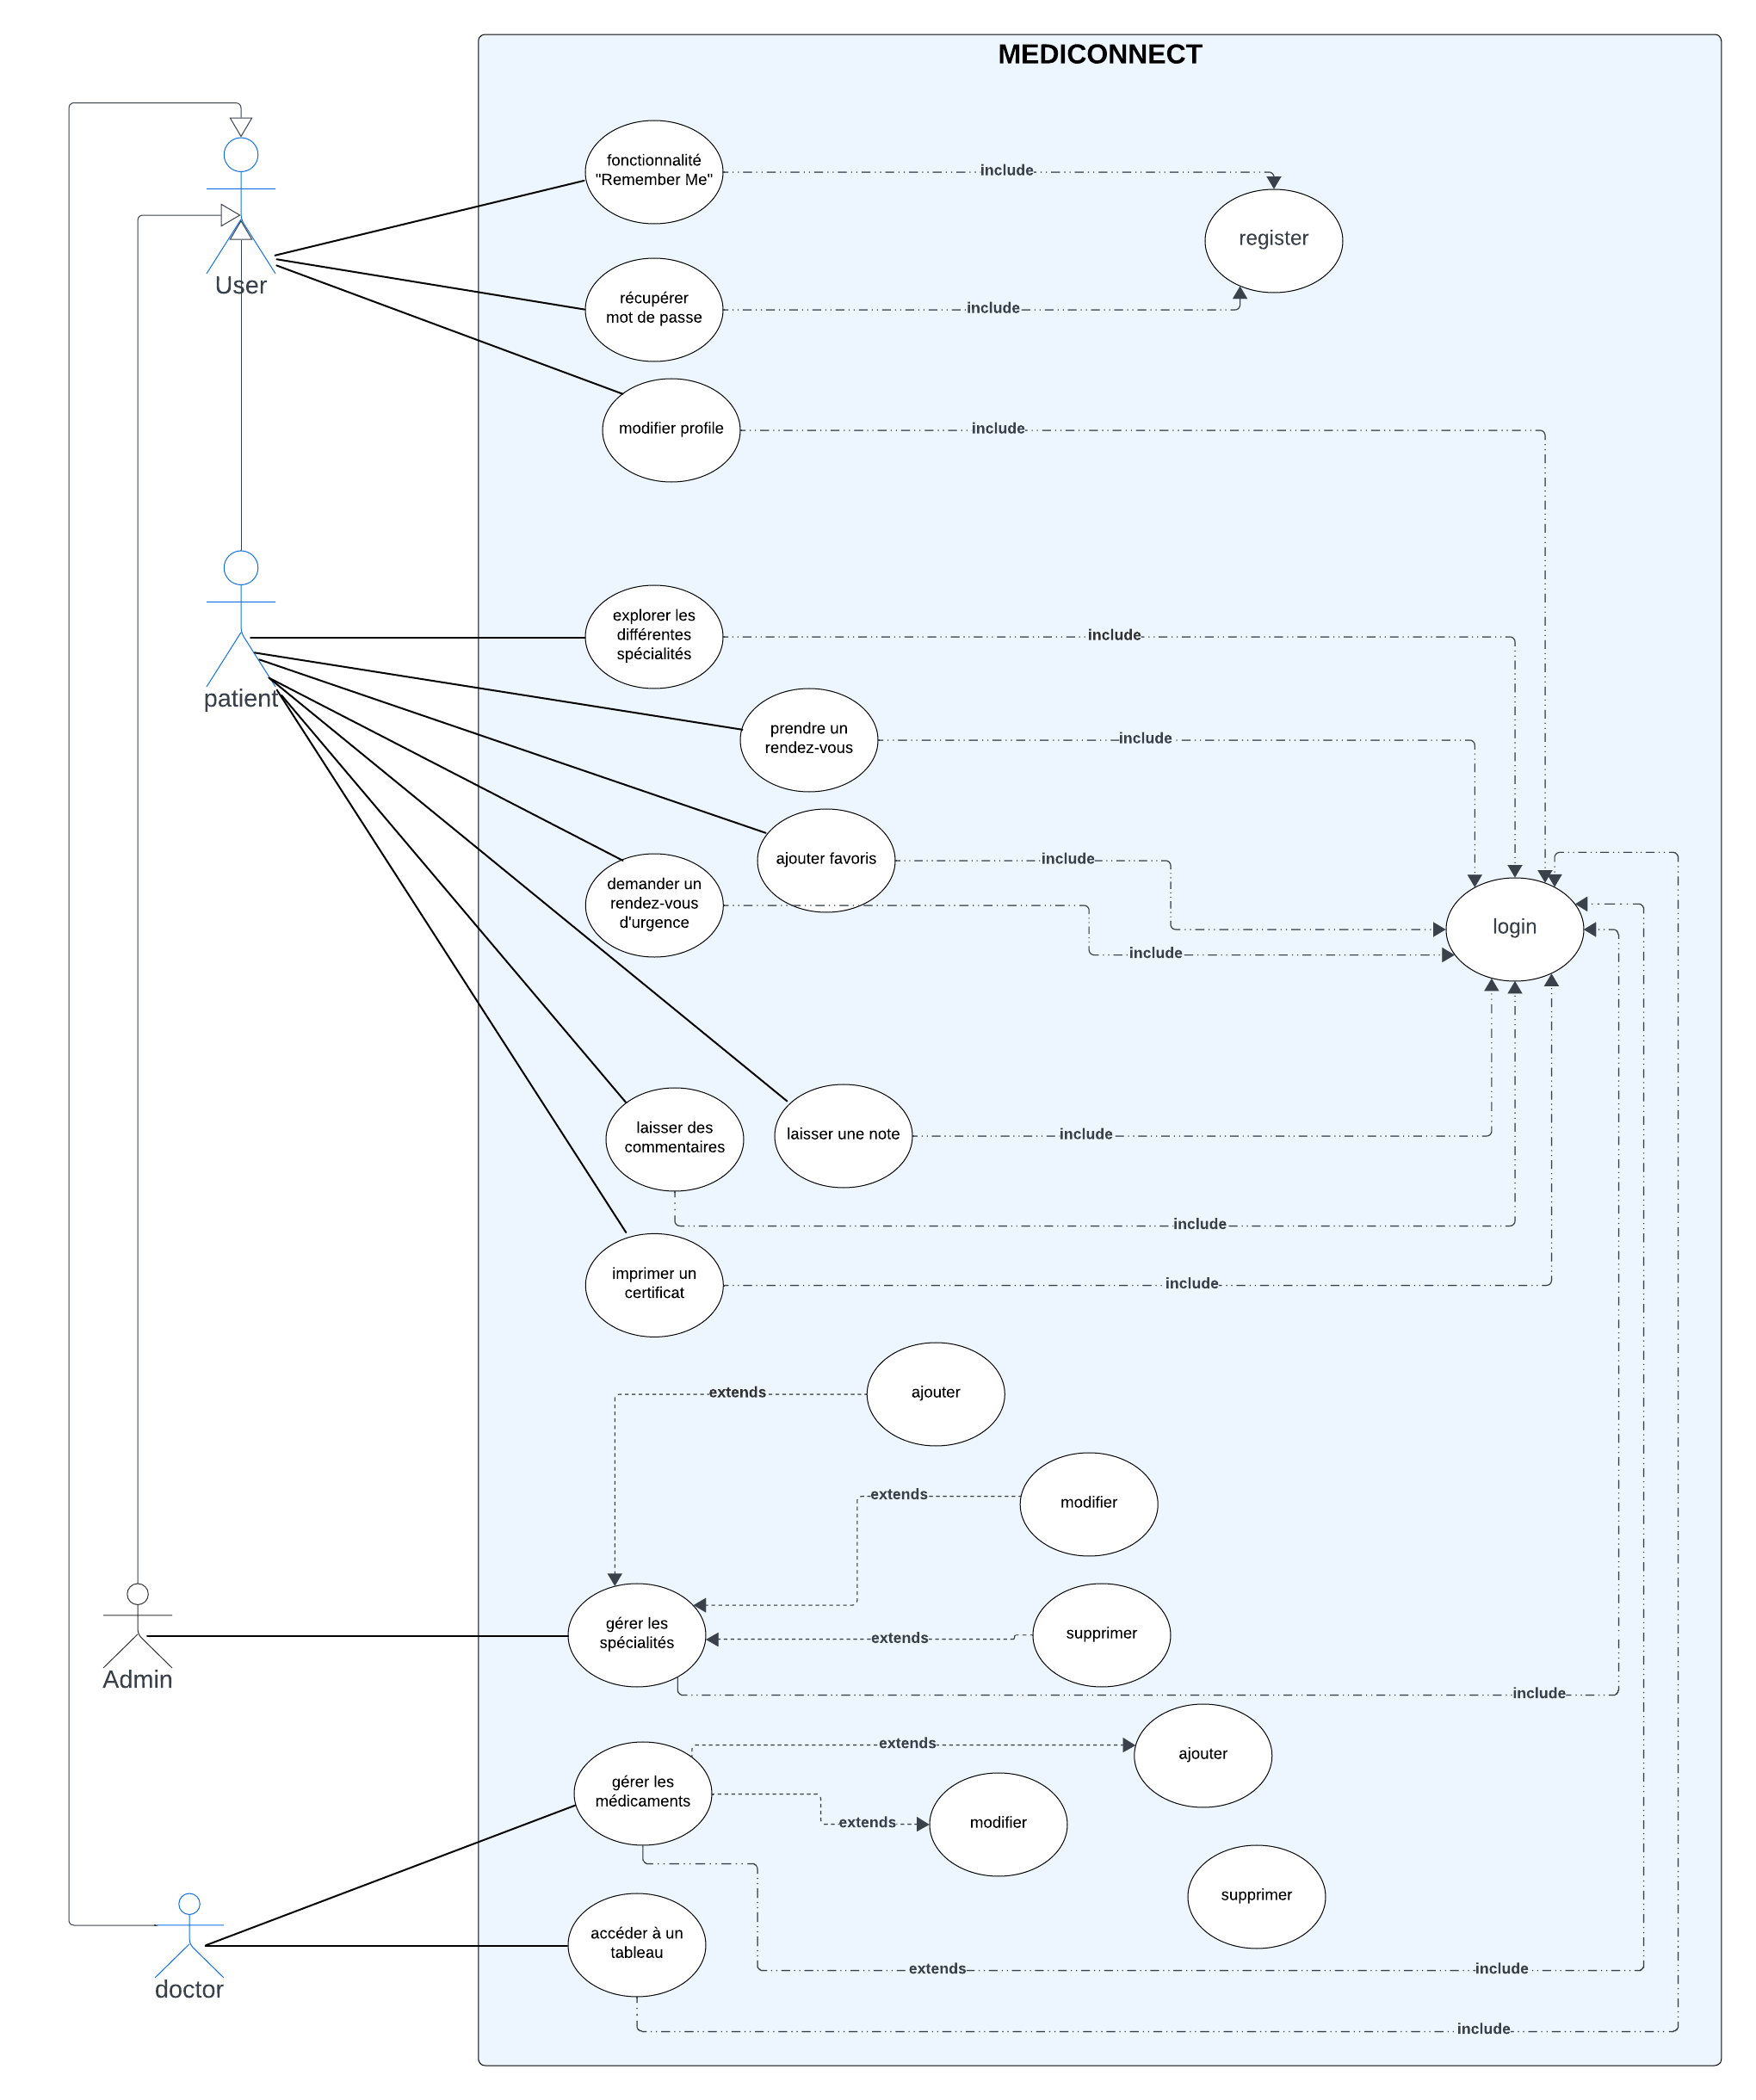 MEDICONNECT
fonctionnalité
"Remember Me"
include
register
User
récupérer
mot de passe
include
modifier profile
include
explorer les
différentes
spécialités
include
patient
prendre un
rendez-vous
include
ajouter favoris
include
demander un
rendez-vous
d'urgence
include
login
laisser des
commentaires
laisser une note
include
include
imprimer un
certificat
include
extends
ajouter
extends
modifier
gérer les
spécialités
extends
supprimer
Admin
include
extends
ajouter
gérer les
médicaments
extends
modifier
supprimer
accéder à un
tableau
extends
include
doctor
include